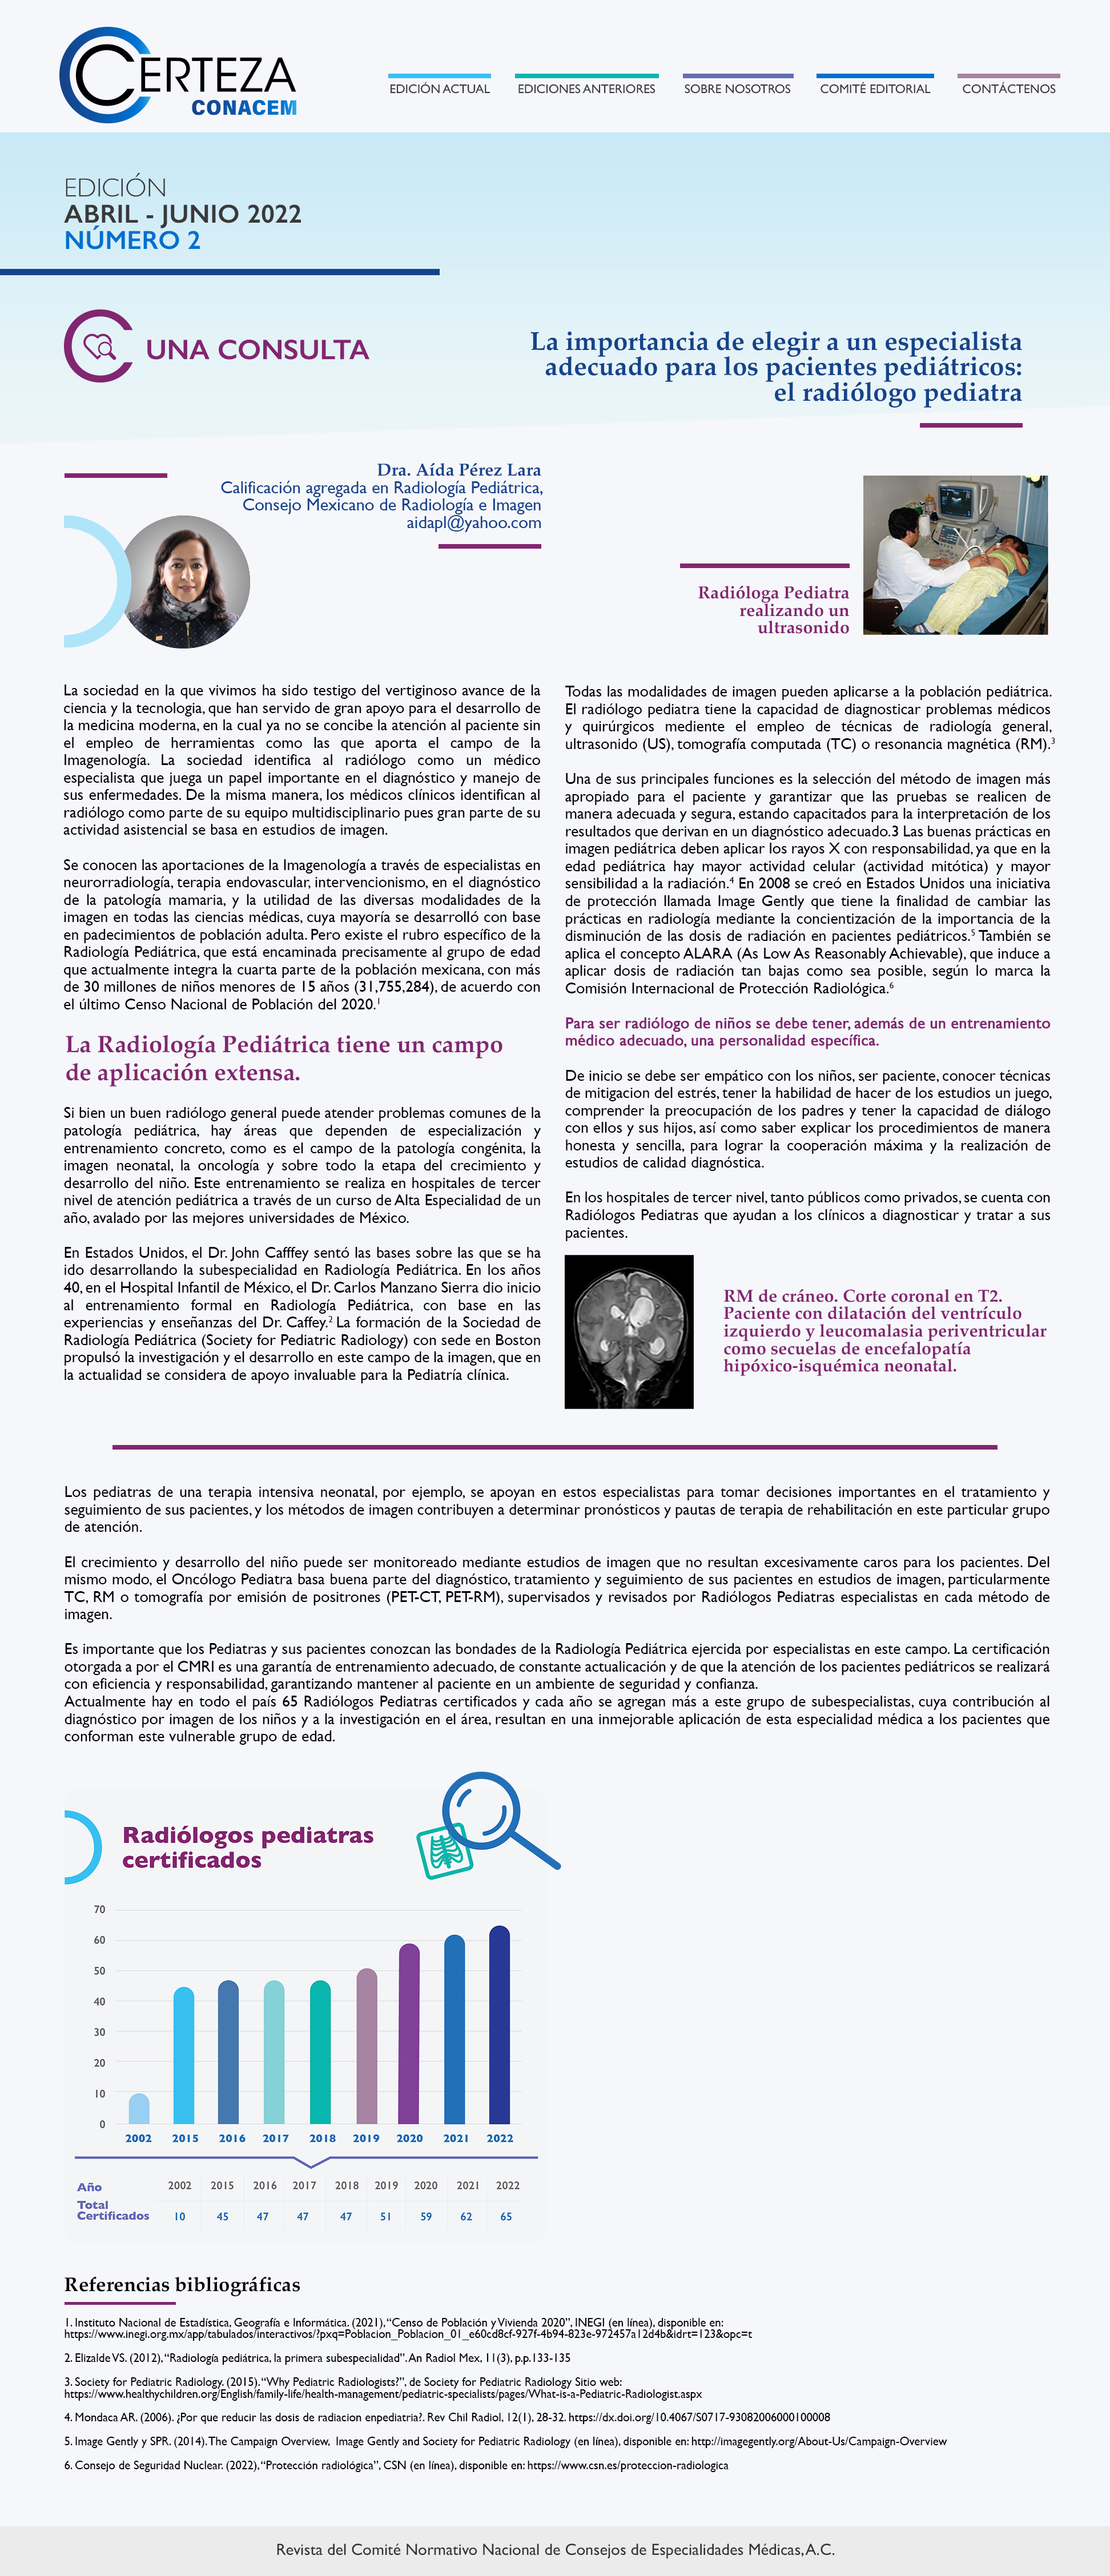 CERTEZA
CONACEM
EDICIÓN ACTUAL
EDICIONES ANTERIORES
SOBRE NOSOTROS
COMITÉ EDITORIAL
CONTÁCTENOS
EDICIÓN
ABRIL - JUNIO 2022
NÚMERO 2
UNA CONSULTA
La importancia de elegir a un especialista
adecuado para los pacientes pediátricos:
el radiólogo pediatra
Dra. Aída Pérez Lara
Calificación agregada en Radiología Pediátrica,
Consejo Mexicano de Radiología e Imagen
aidapl@yahoo.com
Radióloga Pediatra
realizando un
ultrasonido
La sociedad en la que vivimos ha sido testigo del vertiginoso avance de la
ciencia y la tecnología, que han servido de gran apoyo para el desarrollo de
la medicina moderna, en la cual ya no se concibe la atención al paciente sin
el empleo de herramientas como las que aporta el campo de la
Imagenología. La sociedad identifica al radiólogo como un médico
especialista que juega un papel importante en el diagnóstico y manejo de
sus enfermedades. De la misma manera, los médicos clínicos identifican al
radiólogo como parte de su equipo multidisciplinario pues gran parte de su
actividad asistencial se basa en estudios de imagen.
Se conocen las aportaciones de la Imagenología a través de especialistas en
neurorradiología, terapia endovascular, intervencionismo, en el diagnóstico
de la patología mamaria, y la utilidad de las diversas modalidades de la
imagen en todas las ciencias médicas, cuya mayoría se desarrolló con base
en padecimientos de población adulta. Pero existe el rubro específico de la
Radiología Pediátrica, que está encaminada precisamente al grupo de edad
que actualmente integra la cuarta parte de la población mexicana, con más
de 30 millones de niños menores de 15 años (31,755,284), de acuerdo con
el último Censo Nacional de Población del 2020.¹
La Radiología Pediátrica tiene un campo
de aplicación extensa.
Si bien un buen radiólogo general puede atender problemas comunes de la
patología pediátrica, hay áreas que dependen de especialización y
entrenamiento concreto, como es el campo de la patología congénita, la
imagen neonatal, la oncología y sobre todo la etapa del crecimiento y
desarrollo del niño. Este entrenamiento se realiza en hospitales de tercer
nivel de atención pediátrica a través de un curso de Alta Especialidad de un
año, avalado por las mejores universidades de México.
En Estados Unidos, el Dr. John Cafffey sentó las bases sobre las que se ha
ido desarrollando la subespecialidad en Radiología Pediátrica. En los años
40, en el Hospital Infantil de México, el Dr. Carlos Manzano Sierra dio inicio
al entrenamiento formal en Radiología Pediátrica, con base en las
experiencias y enseñanzas del Dr. Caffey.² La formación de la Sociedad de
Radiología Pediátrica (Society for Pediatric Radiology) con sede en Boston
propulsó la investigación y el desarrollo en este campo de la imagen, que en
la actualidad se considera de apoyo invaluable para la Pediatría clínica.
Todas las modalidades de imagen pueden aplicarse a la población pediátrica.
El radiólogo pediatra tiene la capacidad de diagnosticar problemas médicos
y quirúrgicos mediente el empleo de técnicas de radiología general,
ultrasonido (US), tomografía computada (TC) o resonancia magnética (RM).³
Una de sus principales funciones es la selección del método de imagen más
apropiado para el paciente y garantizar que las pruebas se realicen de
manera adecuada y segura, estando capacitados para la interpretación de los
resultados que derivan en un diagnóstico adecuado.3 Las buenas prácticas en
imagen pediátrica deben aplicar los rayos X con responsabilidad, ya que en la
edad pediátrica hay mayor actividad celular (actividad mitótica) y mayor
sensibilidad a la radiación.⁴ En 2008 se creó en Estados Unidos una iniciativa
de protección llamada Image Gently que tiene la finalidad de cambiar las
prácticas en radiología mediante la concientización de la importancia de la
disminución de las dosis de radiación en pacientes pediátricos.⁵ También se
aplica el concepto ALARA (As Low As Reasonably Achievable), que induce a
aplicar dosis de radiación tan bajas como sea posible, según lo marca la
Comisión Internacional de Protección Radiológica.⁶
Para ser radiólogo de niños se debe tener, además de un entrenamiento
médico adecuado, una personalidad específica.
De inicio se debe ser empático con los niños, ser paciente, conocer técnicas
de mitigacion del estrés, tener la habilidad de hacer de los estudios un juego,
comprender la preocupación de los padres y tener la capacidad de diálogo
con ellos y sus hijos, así como saber explicar los procedimientos de manera
honesta y sencilla, para lograr la cooperación máxima y la realización de
estudios de calidad diagnóstica.
En los hospitales de tercer nivel, tanto públicos como privados, se cuenta con
Radiólogos Pediatras que ayudan a los clínicos a diagnosticar y tratar a sus
pacientes.
RM de cráneo. Corte coronal en T2.
Paciente con dilatación del ventrículo
izquierdo y leucomalasia periventricular
como secuelas de encefalopatía
hipóxico-isquémica neonatal.
Los pediatras de una terapia intensiva neonatal, por ejemplo, se apoyan en estos especialistas para tomar decisiones importantes en el tratamiento y
seguimiento de sus pacientes, y los métodos de imagen contribuyen a determinar pronósticos y pautas de terapia de rehabilitación en este particular grupo
de atención.
El crecimiento y desarrollo del niño puede ser monitoreado mediante estudios de imagen que no resultan excesivamente caros para los pacientes. Del
mismo modo, el Oncólogo Pediatra basa buena parte del diagnóstico, tratamiento y seguimiento de sus pacientes en estudios de imagen, particularmente
TC, RM o tomografía por emisión de positrones (PET-CT, PET-RM), supervisados y revisados por Radiólogos Pediatras especialistas en cada método de
imagen.
Es importante que los Pediatras y sus pacientes conozcan las bondades de la Radiología Pediátrica ejercida por especialistas en este campo. La certificación
otorgada a por el CMRI es una garantía de entrenamiento adecuado, de constante actualicación y de que la atención de los pacientes pediátricos se realizará
con eficiencia y responsabilidad, garantizando mantener al paciente en un ambiente de seguridad y confianza.
Actualmente hay en todo el país 65 Radiólogos Pediatras certificados y cada año se agregan más a este grupo de subespecialistas, cuya contribución al
diagnóstico por imagen de los niños y a la investigación en el área, resultan en una inmejorable aplicación de esta especialidad médica a los pacientes que
conforman este vulnerable grupo de edad.
Radiólogos pediatras
certificados
70
60
50
40
30
20
10
0
2002 2015 2016 2017 2018 2019 2020 2021 2022
Año 2002 2015 2016 2017 2018 2019 2020 2021 2022
Total
Certificados 10 45 47 47 47 51 59 62 65
Referencias bibliográficas
1. Instituto Nacional de Estadística, Geografía e Informática. (2021), “Censo de Población y Vivienda 2020”, INEGI (en línea), disponible en:
https://www.inegi.org.mx/app/tabulados/interactivos/?pxq=Poblacion_Poblacion_01_e60cd8cf-927f-4b94-823e-972457a12d4b&idrt=123&opc=t
2. Elizalde VS. (2012), “Radiología pediátrica, la primera subespecialidad”. An Radiol Mex, 11(3), p.p.133-135
3. Society for Pediatric Radiology. (2015). “Why Pediatric Radiologists?”, de Society for Pediatric Radiology Sitio web:
https://www.healthychildren.org/English/family-life/health-management/pediatric-specialists/pages/What-is-a-Pediatric-Radiologist.aspx
4. Mondaca AR. (2006). ¿Por que reducir las dosis de radiacion enpediatria?. Rev Chil Radiol, 12(1), 28-32. https://dx.doi.org/10.4067/S0717-93082006000100008
5. Image Gently y SPR. (2014). The Campaign Overview, Image Gently and Society for Pediatric Radiology (en línea), disponible en: http://imagegently.org/About-Us/Campaign-Overview
6. Consejo de Seguridad Nuclear. (2022), “Protección radiológica”, CSN (en línea), disponible en: https://www.csn.es/proteccion-radiologica
Revista del Comité Normativo Nacional de Consejos de Especialidades Médicas, A.C.